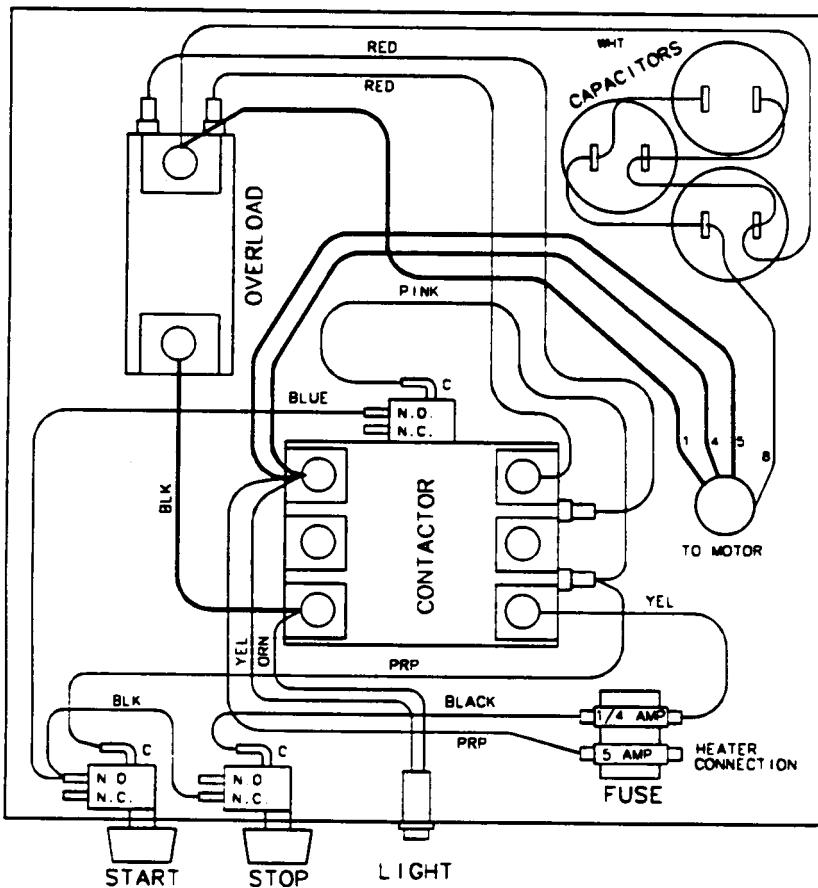 RED
WHT
RED
CAPACITORS
OVERLOAD
PINK
C
BLUE
N.O.
N.C.
1 4 5 8
BLK
CONTACTOR
TO MOTOR
YEL
YEL
ORN
PRP
BLK
BLACK
1/4 AMP
PRP
5 AMP
HEATER
CONNECTION
C
C
N.O
N.C.
N.O
N.C.
FUSE
START
STOP
LIGHT